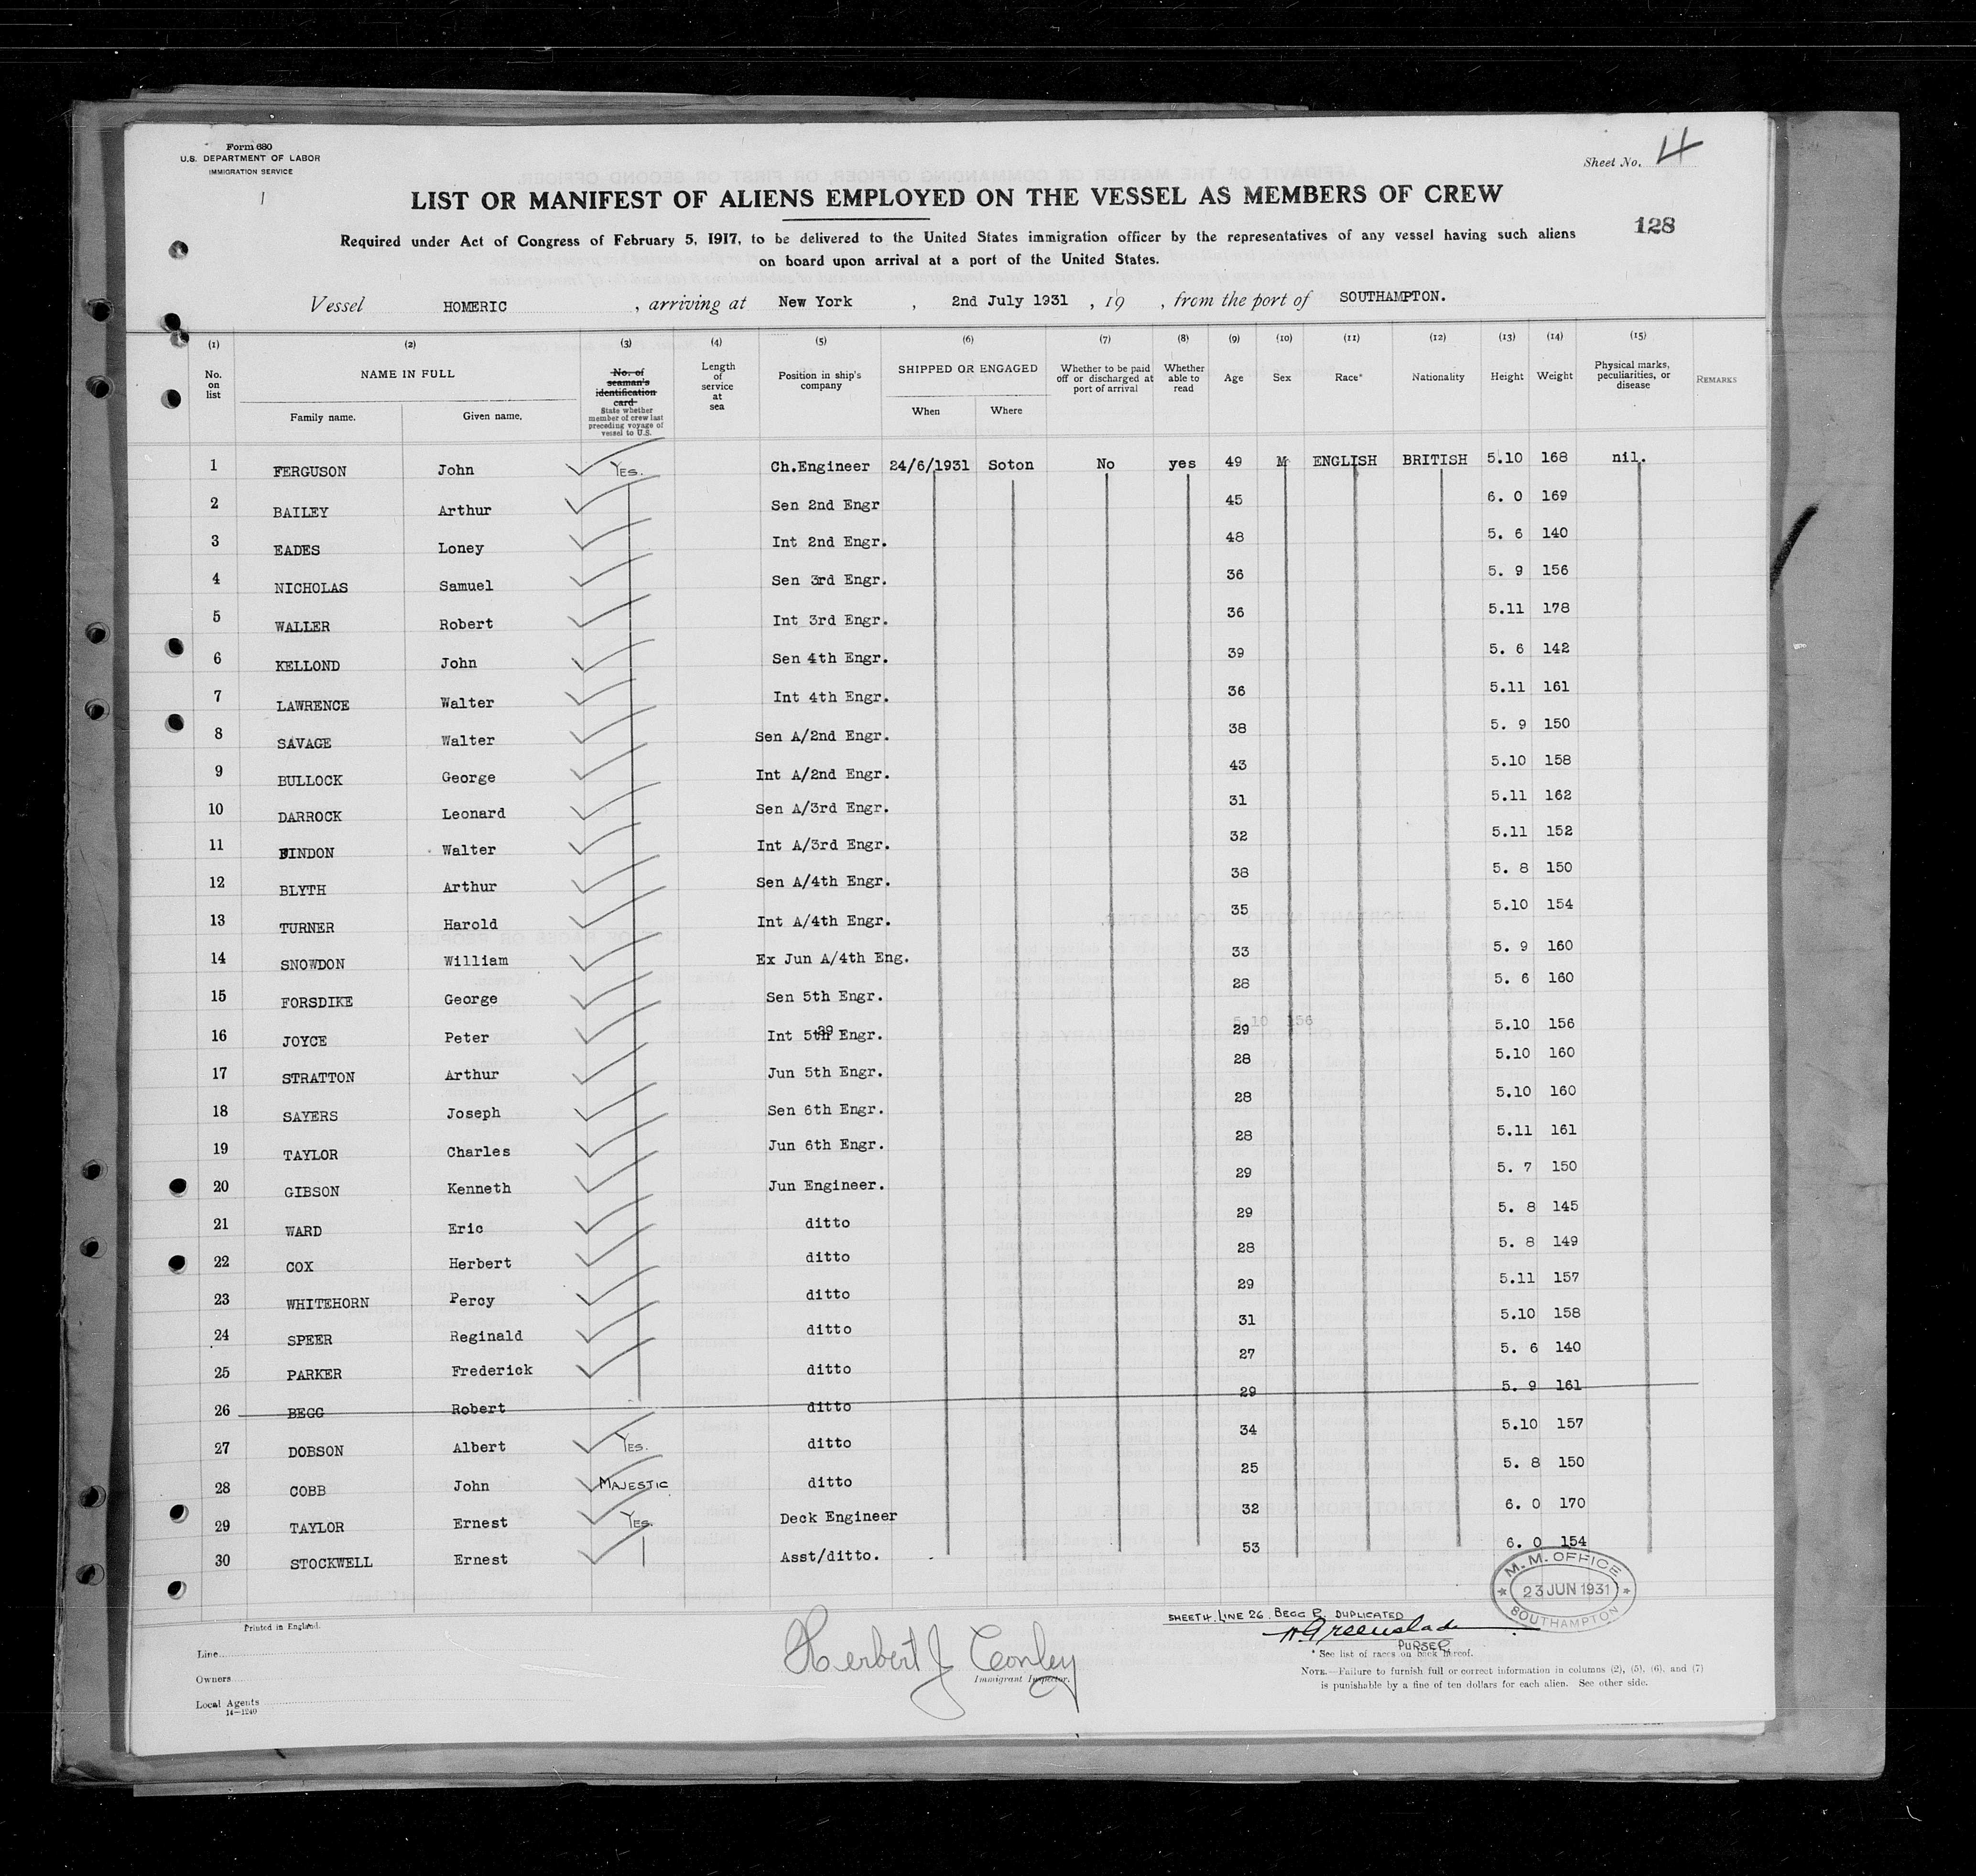 Form 680
U.S. DEPARTMENT OF LABOR
IMMIGRATION SERVICE
Sheet No. 4
LIST OR MANIFEST OF ALIENS EMPLOYED ON THE VESSEL AS MEMBERS OF CREW
128
Required under Act of Congress of February 5, 1917, to be delivered to the United States immigration officer by the representatives of any vessel having such aliens
on board upon arrival at a port of the United States.
Vessel HOMERIC , arriving at New York , 2nd July 1931 , 19 , from the port of SOUTHAMPTON.
(1) (2) (3) (4) (5) (6) (7) (8) (9) (10) (11) (12) (13) (14) (15)
No. on list NAME IN FULL Family name. Given name. No. of seaman's identification card State whether member of crew last preceding voyage of vessel to U.S. Length of service at sea Position in ship's company SHIPPED OR ENGAGED When Where Whether to be paid off or discharged at port of arrival Whether able to read Age Sex Race* Nationality Height Weight Physical marks, peculiarities, or disease REMARKS
1 FERGUSON John YES. Ch.Engineer 24/6/1931 Soton No yes 49 M ENGLISH BRITISH 5.10 168 nil.
2 BAILEY Arthur Sen 2nd Engr 45 6. 0 169
3 EADES Loney Int 2nd Engr. 48 5. 6 140
4 NICHOLAS Samuel Sen 3rd Engr. 36 5. 9 156
5 WALLER Robert Int 3rd Engr. 36 5.11 178
6 KELLOND John Sen 4th Engr. 39 5. 6 142
7 LAWRENCE Walter Int 4th Engr. 36 5.11 161
8 SAVAGE Walter Sen A/2nd Engr. 38 5. 9 150
9 BULLOCK George Int A/2nd Engr. 43 5.10 158
10 DARROCK Leonard Sen A/3rd Engr. 31 5.11 162
11 FINDON Walter Int A/3rd Engr. 32 5.11 152
12 BLYTH Arthur Sen A/4th Engr. 38 5. 8 150
13 TURNER Harold Int A/4th Engr. 35 5.10 154
14 SNOWDON William Ex Jun A/4th Eng. 33 5. 9 160
15 FORSDIKE George Sen 5th Engr. 28 5. 6 160
16 JOYCE Peter Int 5th Engr. 29 5.10 156
17 STRATTON Arthur Jun 5th Engr. 28 5.10 160
18 SAYERS Joseph Sen 6th Engr. 28 5.10 160
19 TAYLOR Charles Jun 6th Engr. 28 5.11 161
20 GIBSON Kenneth Jun Engineer. 29 5. 7 150
21 WARD Eric ditto 29 5. 8 145
22 COX Herbert ditto 28 5. 8 149
23 WHITEHORN Percy ditto 29 5.11 157
24 SPEER Reginald ditto 31 5.10 158
25 PARKER Frederick ditto 27 5. 6 140
26 BEGG Robert ditto 29 5. 9 161
27 DOBSON Albert YES. ditto 34 5.10 157
28 COBB John MAJESTIC ditto 25 5. 8 150
29 TAYLOR Ernest YES. Deck Engineer 32 6. 0 170
30 STOCKWELL Ernest Asst/ditto. 53 6. 0 154
M.M. OFFICE
23 JUN 1931
SOUTHAMPTON
SHEET 4. LINE 26. BEGG R. DUPLICATED
H. Greenslade
PURSER
Printed in England.
Line
Owners
Local Agents
14—1240
Herbert J Conley
Immigrant Inspector.
* See list of races on back hereof.
NOTE.—Failure to furnish full or correct information in columns (2), (5), (6), and (7)
is punishable by a fine of ten dollars for each alien. See other side.